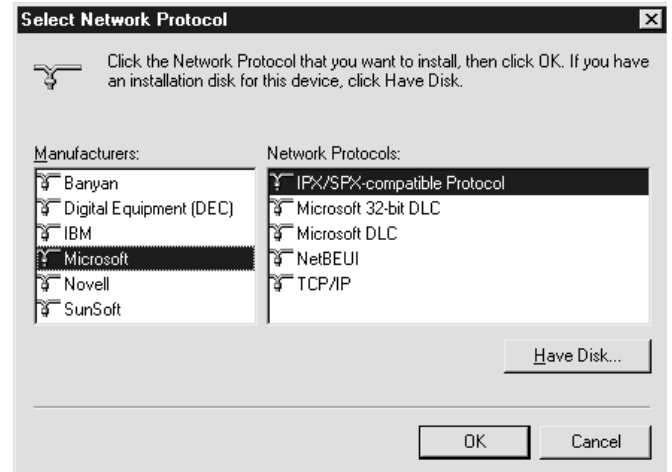 Select Network Protocol
Click the Network Protocol that you want to install, then click OK. If you have
an installation disk for this device, click Have Disk.
Manufacturers:
Banyan
Digital Equipment (DEC)
IBM
Microsoft
Novell
SunSoft
Network Protocols:
IPX/SPX-compatible Protocol
Microsoft 32-bit DLC
Microsoft DLC
NetBEUI
TCP/IP
Have Disk...
OK
Cancel